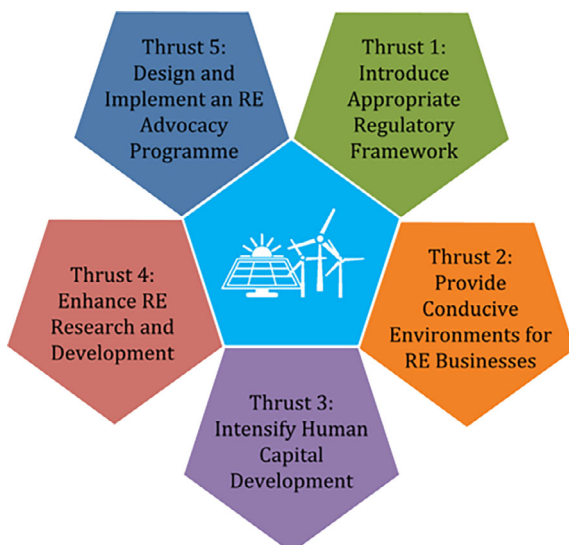 Thrust 5:
Design and
Implement an RE
Advocacy
Programme
Thrust 1:
Introduce
Appropriate
Regulatory
Framework
Thrust 4:
Enhance RE
Research and
Development
Thrust 2:
Provide
Conducive
Environments for
RE Businesses
Thrust 3:
Intensify Human
Capital
Development